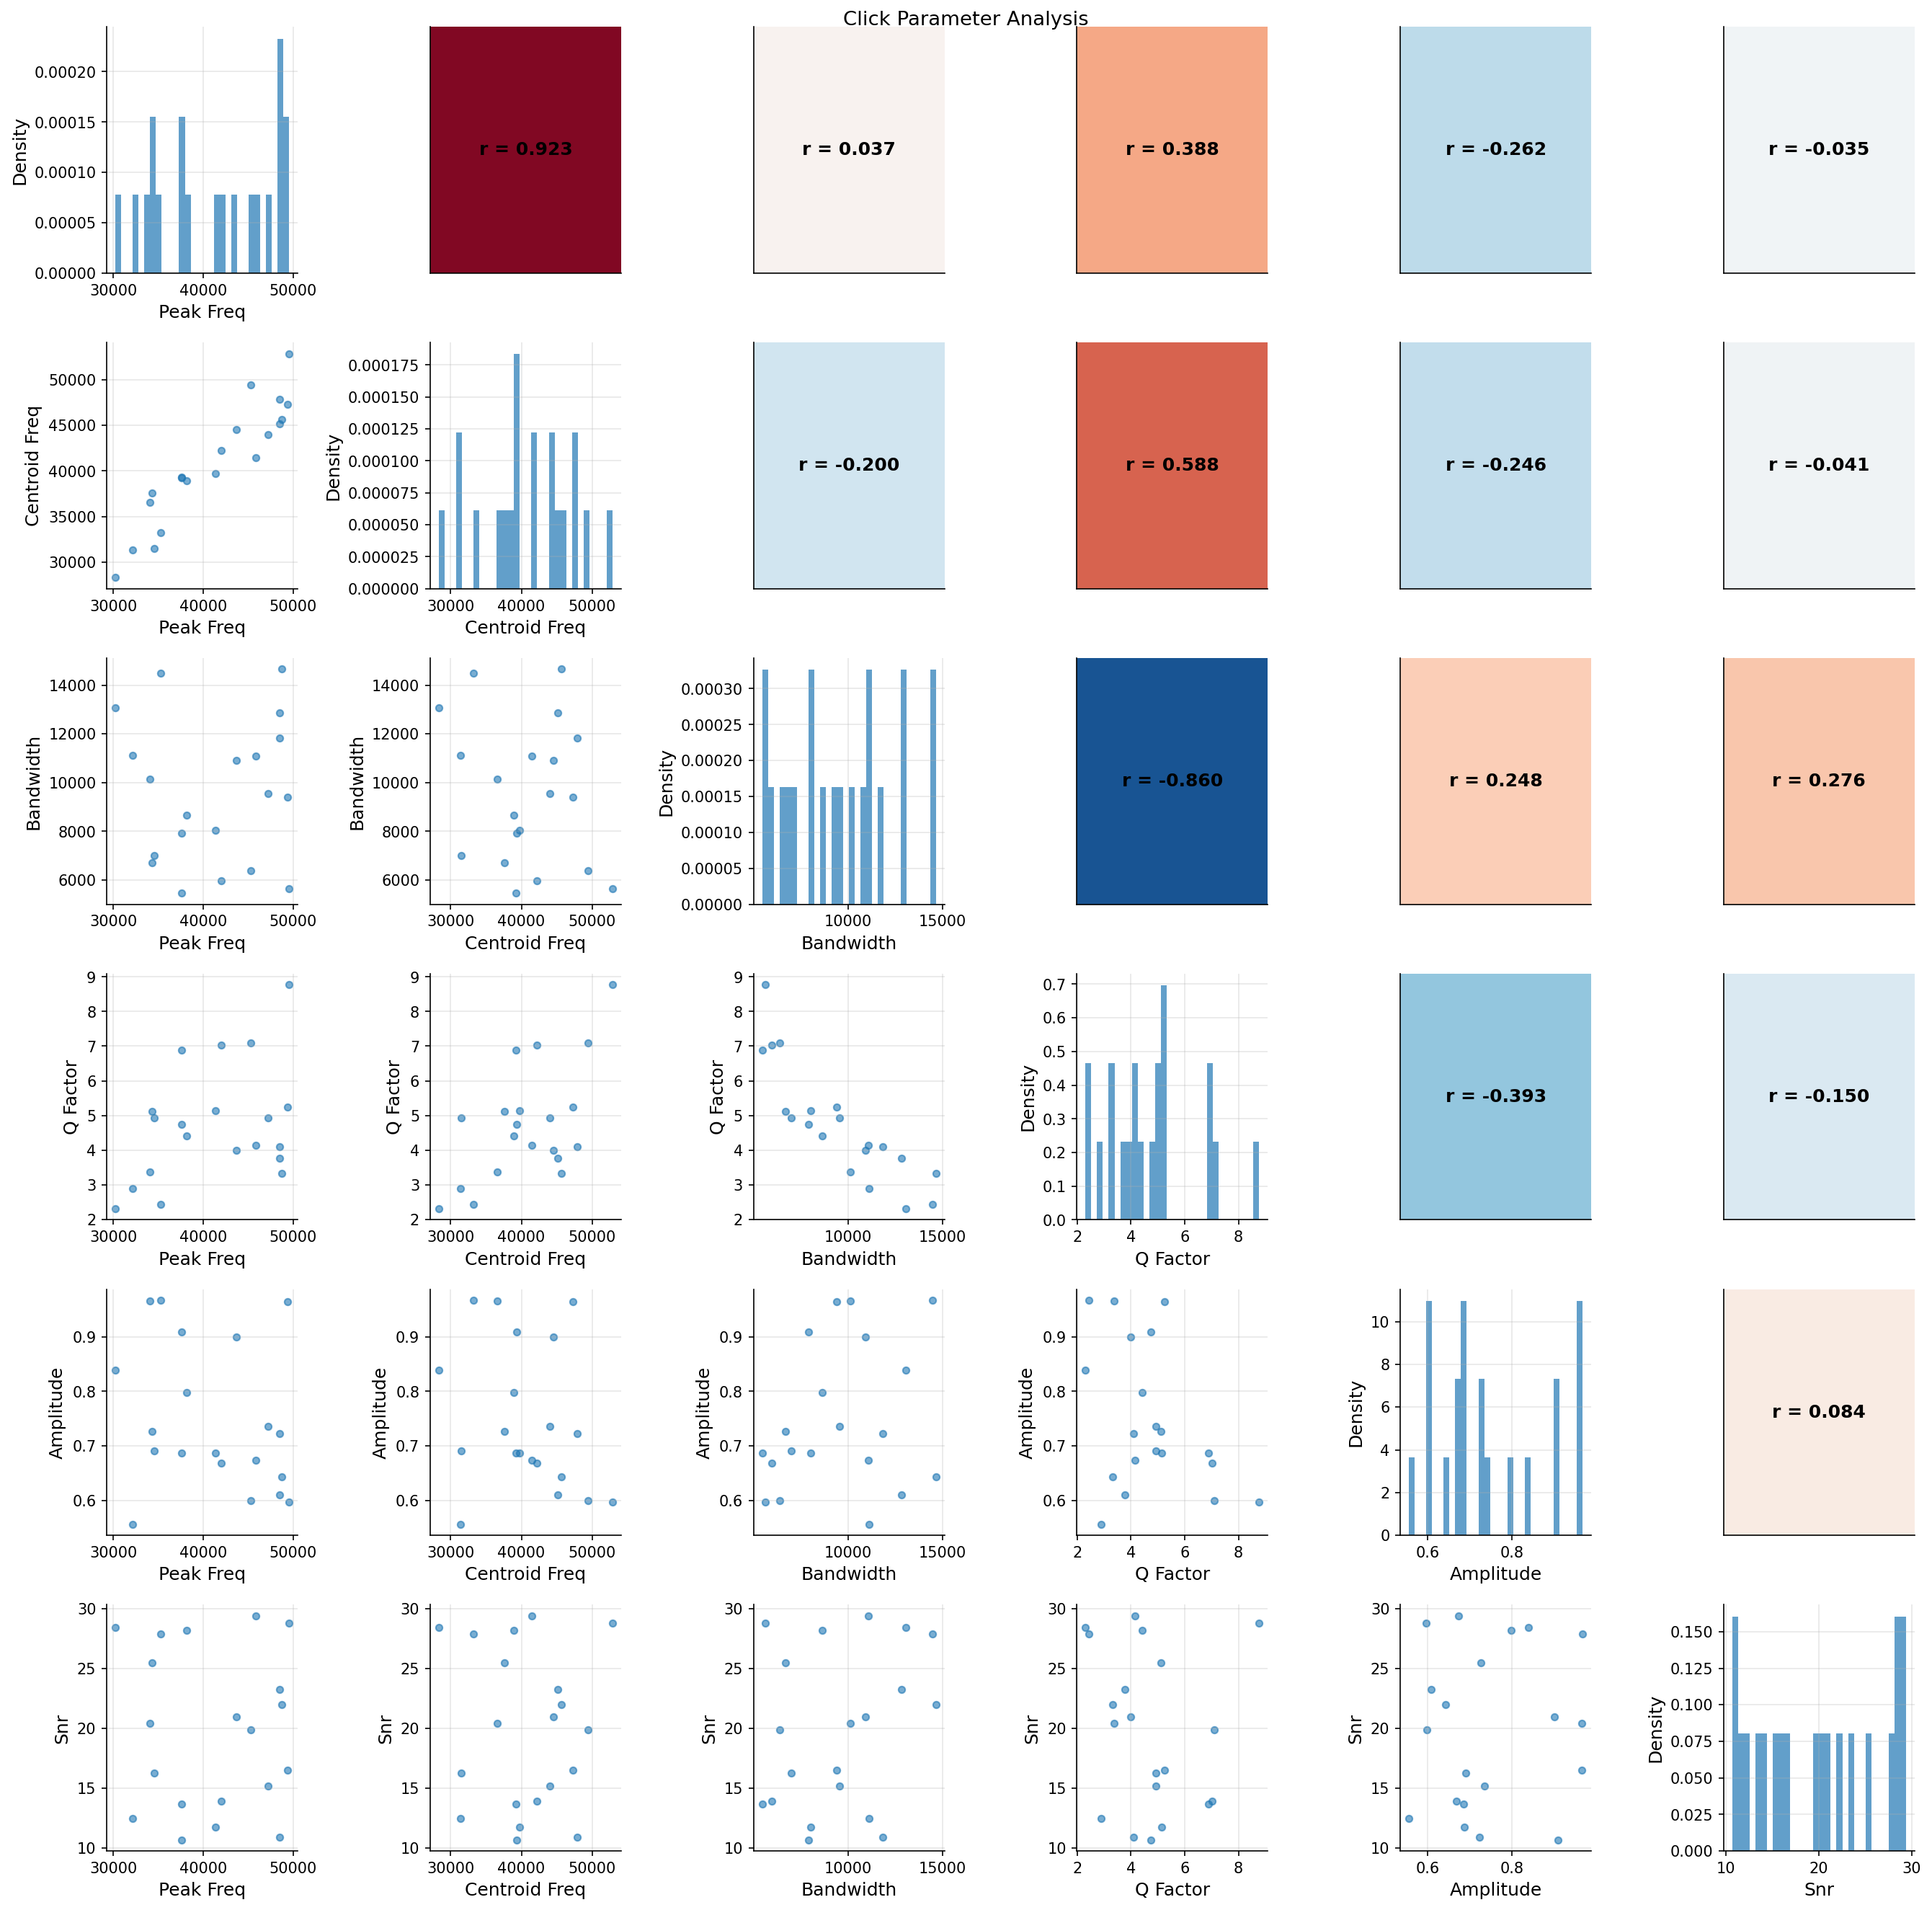 Click Parameter Analysis
Density
0.00020
0.00015
0.00010
0.00005
0.00000
30000 40000 50000
Peak Freq
r = 0.923
r = 0.037
r = 0.388
r = -0.262
r = -0.035
Centroid Freq
50000
45000
40000
35000
30000
30000 40000 50000
Peak Freq
Density
0.000175
0.000150
0.000125
0.000100
0.000075
0.000050
0.000025
0.000000
30000 40000 50000
Centroid Freq
r = -0.200
r = 0.588
r = -0.246
r = -0.041
Bandwidth
14000
12000
10000
8000
6000
30000 40000 50000
Peak Freq
Bandwidth
14000
12000
10000
8000
6000
30000 40000 50000
Centroid Freq
Density
0.00030
0.00025
0.00020
0.00015
0.00010
0.00005
0.00000
10000 15000
Bandwidth
r = -0.860
r = 0.248
r = 0.276
Q Factor
9
8
7
6
5
4
3
2
30000 40000 50000
Peak Freq
Q Factor
9
8
7
6
5
4
3
2
30000 40000 50000
Centroid Freq
Q Factor
9
8
7
6
5
4
3
2
10000 15000
Bandwidth
Density
0.7
0.6
0.5
0.4
0.3
0.2
0.1
0.0
2 4 6 8
Q Factor
r = -0.393
r = -0.150
Amplitude
0.9
0.8
0.7
0.6
30000 40000 50000
Peak Freq
Amplitude
0.9
0.8
0.7
0.6
30000 40000 50000
Centroid Freq
Amplitude
0.9
0.8
0.7
0.6
10000 15000
Bandwidth
Amplitude
0.9
0.8
0.7
0.6
2 4 6 8
Q Factor
Density
10
8
6
4
2
0
0.6 0.8
Amplitude
r = 0.084
Snr
30
25
20
15
10
30000 40000 50000
Peak Freq
Snr
30
25
20
15
10
30000 40000 50000
Centroid Freq
Snr
30
25
20
15
10
10000 15000
Bandwidth
Snr
30
25
20
15
10
2 4 6 8
Q Factor
Snr
30
25
20
15
10
0.6 0.8
Amplitude
Density
0.150
0.125
0.100
0.075
0.050
0.025
0.000
10 20 30
Snr